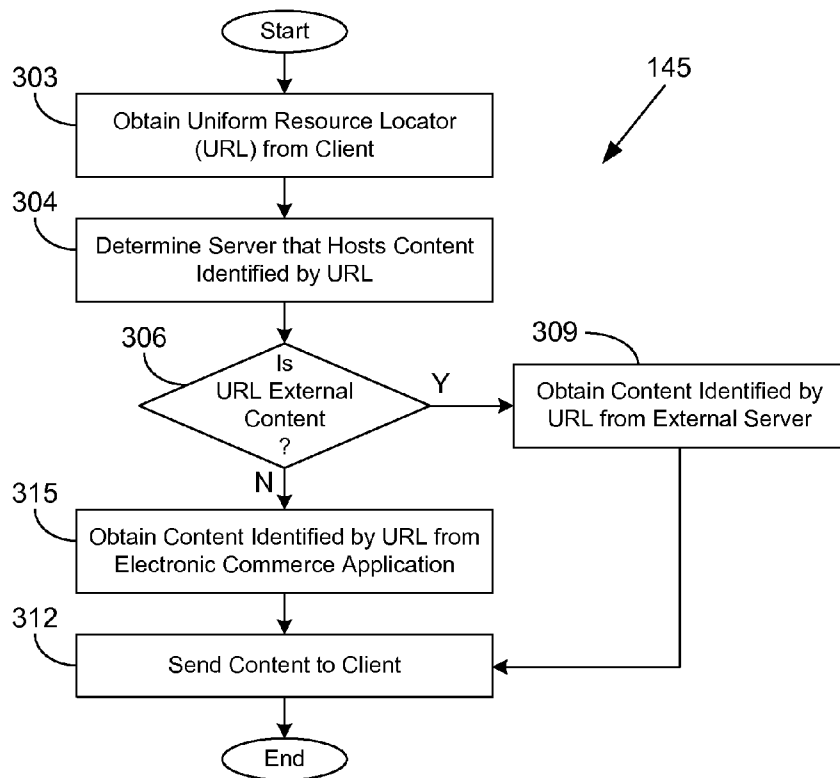 Start
303
145
Obtain Uniform Resource Locator
(URL) from Client
304
Determine Server that Hosts Content
Identified by URL
306
Is
URL External
Content
?
Y
309
Obtain Content Identified by
URL from External Server
N
315
Obtain Content Identified by URL from
Electronic Commerce Application
312
Send Content to Client
End